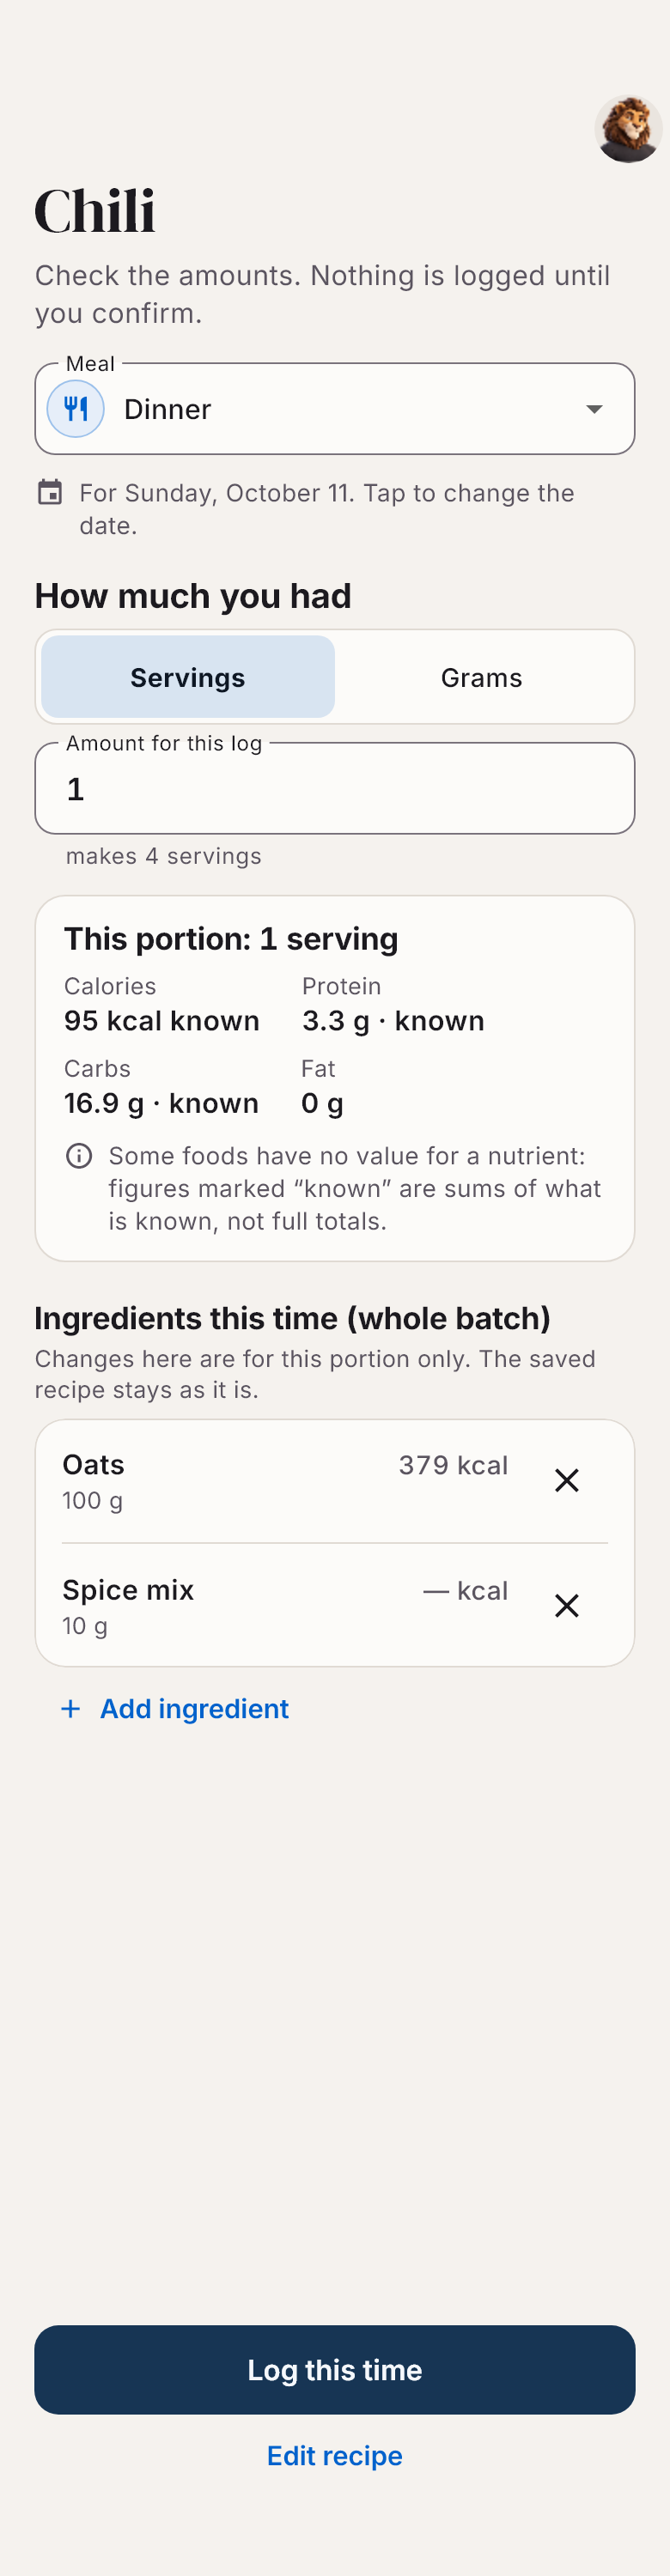 Chili
Check the amounts. Nothing is logged until
you confirm.
Meal
Dinner
For Sunday, October 11. Tap to change the
date.
How much you had
Servings
Grams
Amount for this log
1
makes 4 servings
This portion: 1 serving
Calories
Protein
95 kcal known
3.3 g · known
Carbs
Fat
16.9 g · known
0 g
Some foods have no value for a nutrient:
figures marked “known” are sums of what
is known, not full totals.
Ingredients this time (whole batch)
Changes here are for this portion only. The saved
recipe stays as it is.
Oats
379 kcal
100 g
Spice mix
— kcal
10 g
Add ingredient
Log this time
Edit recipe